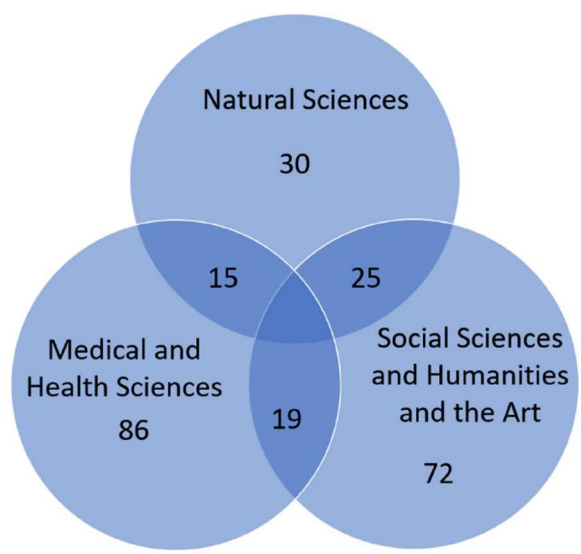 Natural Sciences
30
15
25
Medical and
Health Sciences
86
19
Social Sciences
and Humanities
and the Art
72